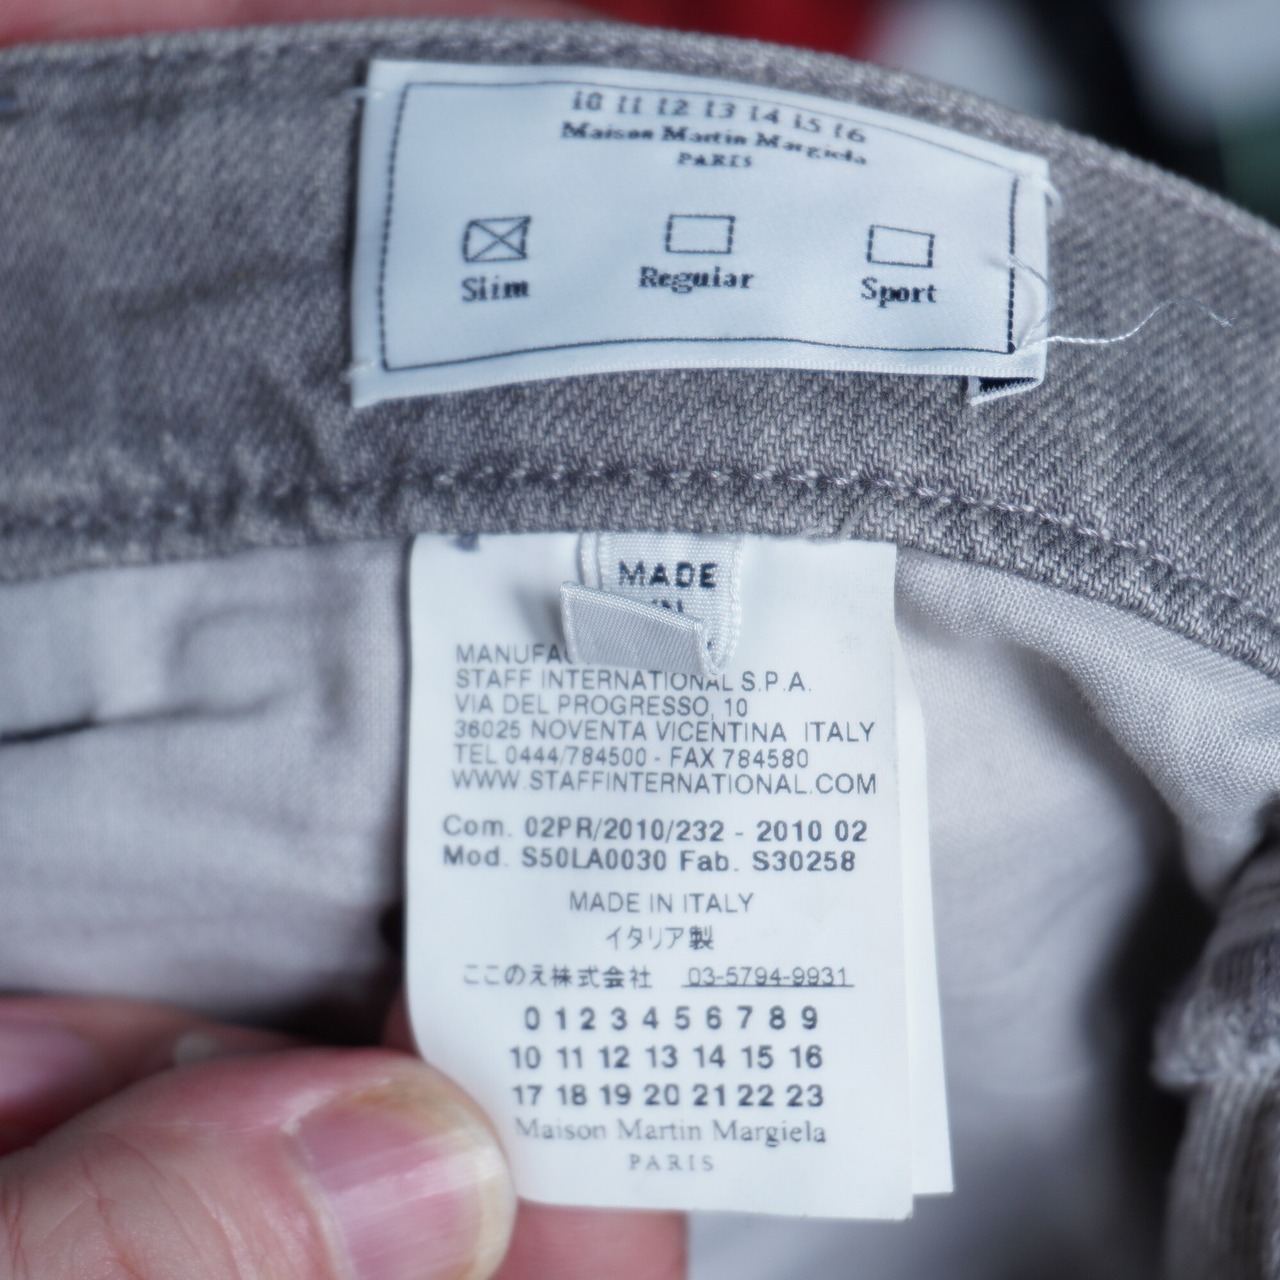 10 11 12 13 14 15 16
Maison Martin Margiela
PARIS
Slim
Regular
Sport
MADE
IN
MANUFAC
STAFF INTERNATIONAL S.P.A.
VIA DEL PROGRESSO, 10
36025 NOVENTA VICENTINA ITALY
TEL 0444/784500 - FAX 784580
WWW.STAFFINTERNATIONAL.COM
Com. 02PR/2010/232 - 2010 02
Mod. S50LA0030 Fab. S30258
MADE IN ITALY
イタリア製
ここのえ株式会社 03-5794-9931
0 1 2 3 4 5 6 7 8 9
10 11 12 13 14 15 16
17 18 19 20 21 22 23
Maison Martin Margiela
PARIS